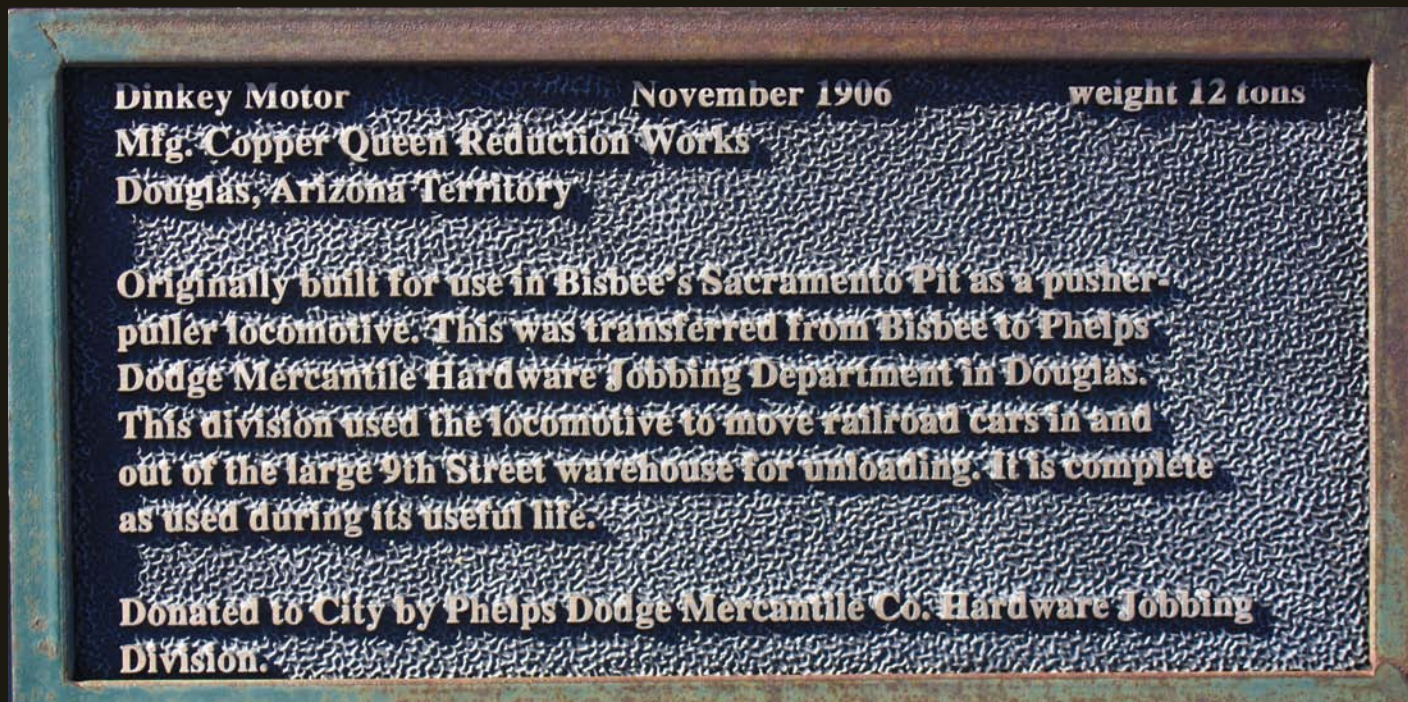 Dinkey Motor November 1906 weight 12 tons
Mfg. Copper Queen Reduction Works
Douglas, Arizona Territory
Originally built for use in Bisbee's Sacramento Pit as a pusher-
puller locomotive. This was transferred from Bisbee to Phelps
Dodge Mercantile Hardware Jobbing Department in Douglas.
This division used the locomotive to move railroad cars in and
out of the large 9th Street warehouse for unloading. It is complete
as used during its useful life.
Donated to City by Phelps Dodge Mercantile Co. Hardware Jobbing
Division.